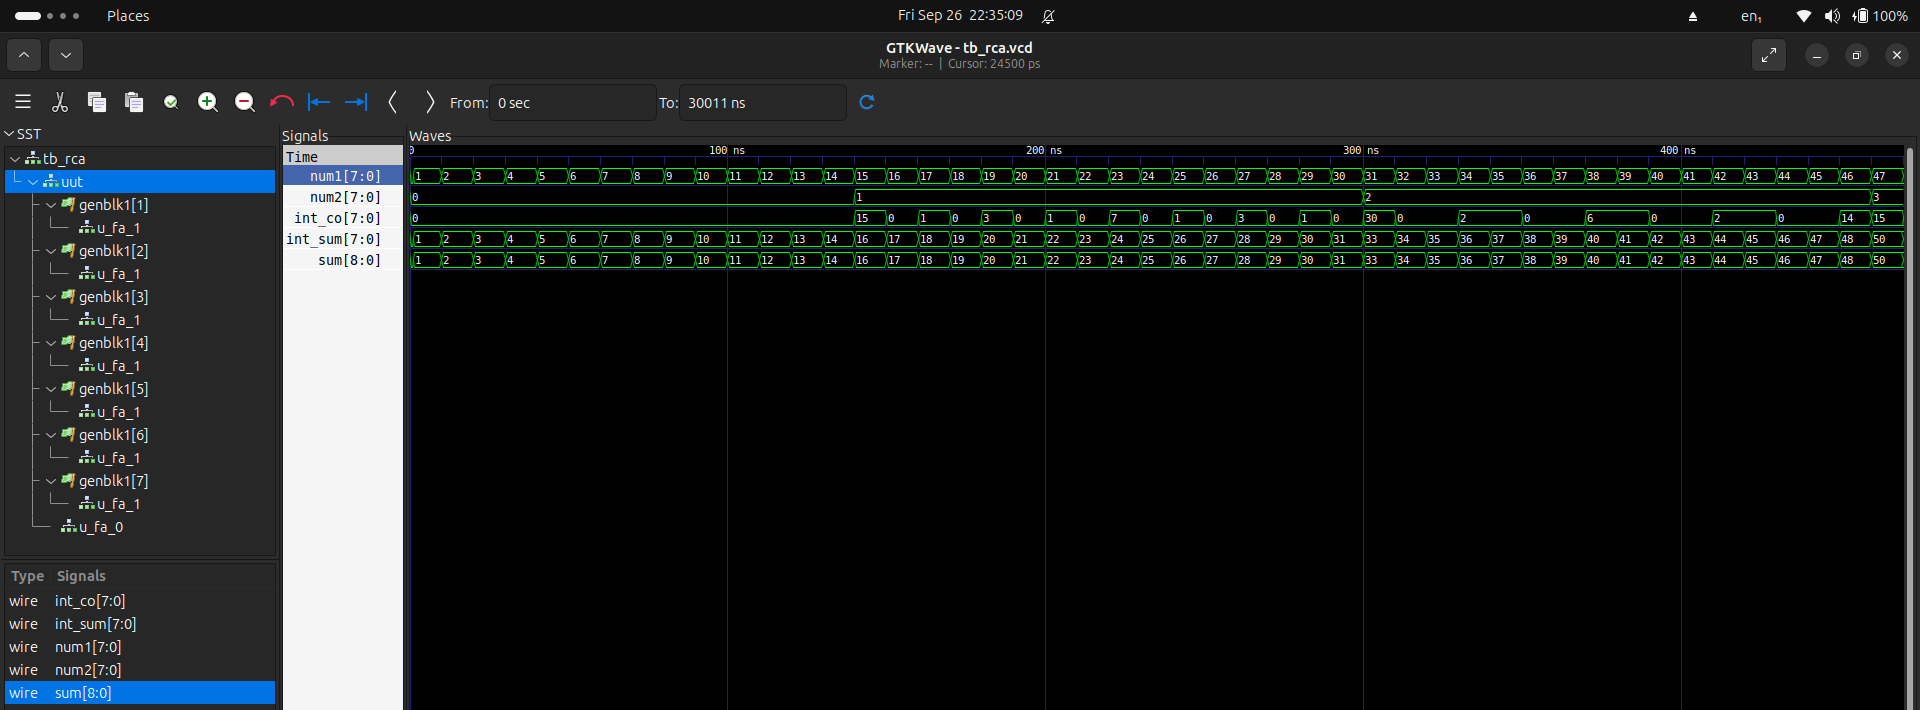 Places
Fri Sep 26 22:35:09
en₁
100%
GTKWave - tb_rca.vcd
Marker: -- | Cursor: 24500 ps
From: 0 sec
To: 30011 ns
SST
tb_rca
uut
genblk1[1]
u_fa_1
genblk1[2]
u_fa_1
genblk1[3]
u_fa_1
genblk1[4]
u_fa_1
genblk1[5]
u_fa_1
genblk1[6]
u_fa_1
genblk1[7]
u_fa_1
u_fa_0
Type Signals
wire int_co[7:0]
wire int_sum[7:0]
wire num1[7:0]
wire num2[7:0]
wire sum[8:0]
Signals
Time
num1[7:0]
num2[7:0]
int_co[7:0]
int_sum[7:0]
sum[8:0]
Waves
0 100 ns 200 ns 300 ns 400 ns
1 2 3 4 5 6 7 8 9 10 11 12 13 14 15 16 17 18 19 20 21 22 23 24 25 26 27 28 29 30 31 32 33 34 35 36 37 38 39 40 41 42 43 44 45 46 47
0 1 2 3
0 15 0 1 0 3 0 1 0 7 0 1 0 3 0 1 0 30 0 2 0 6 0 2 0 14 15
1 2 3 4 5 6 7 8 9 10 11 12 13 14 16 17 18 19 20 21 22 23 24 25 26 27 28 29 30 31 33 34 35 36 37 38 39 40 41 42 43 44 45 46 47 48 50
1 2 3 4 5 6 7 8 9 10 11 12 13 14 16 17 18 19 20 21 22 23 24 25 26 27 28 29 30 31 33 34 35 36 37 38 39 40 41 42 43 44 45 46 47 48 50